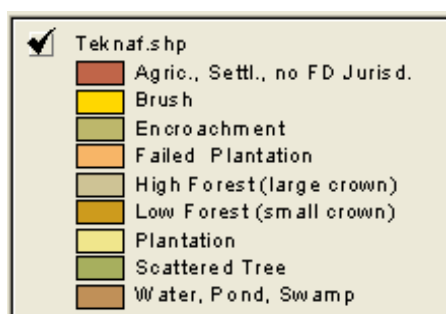 Teknaf.shp
Agric., Settl., no FD Jurisd.
Brush
Encroachment
Failed Plantation
High Forest (large crown)
Low Forest (small crown)
Plantation
Scattered Tree
Water, Pond, Swamp